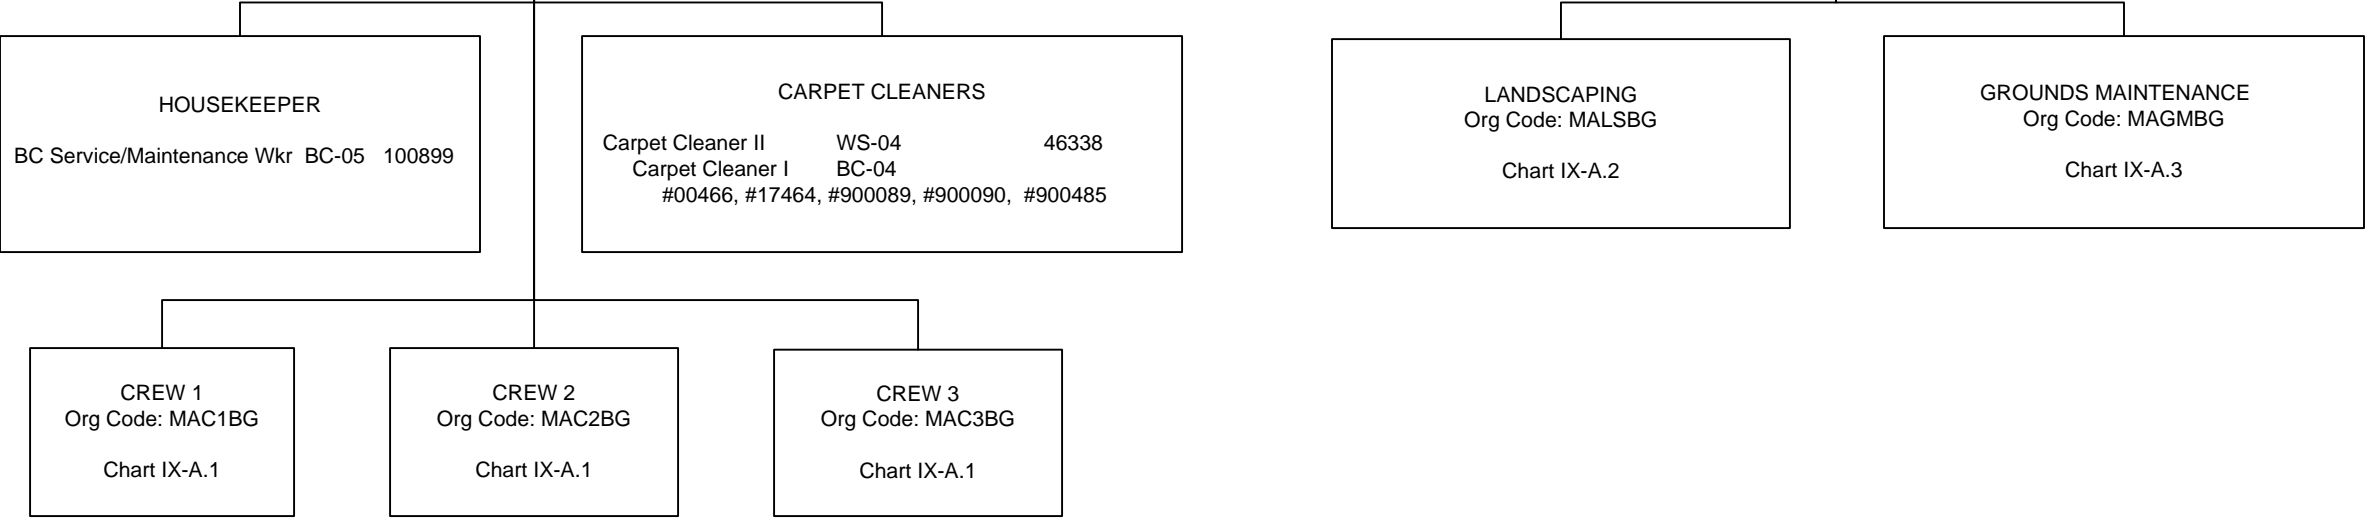 HOUSEKEEPER
BC Service/Maintenance Wkr BC-05 100899
CARPET CLEANERS
Carpet Cleaner II WS-04 46338
Carpet Cleaner I BC-04
#00466, #17464, #900089, #900090, #900485
LANDSCAPING
Org Code: MALSBG
Chart IX-A.2
GROUNDS MAINTENANCE
Org Code: MAGMBG
Chart IX-A.3
CREW 1
Org Code: MAC1BG
Chart IX-A.1
CREW 2
Org Code: MAC2BG
Chart IX-A.1
CREW 3
Org Code: MAC3BG
Chart IX-A.1